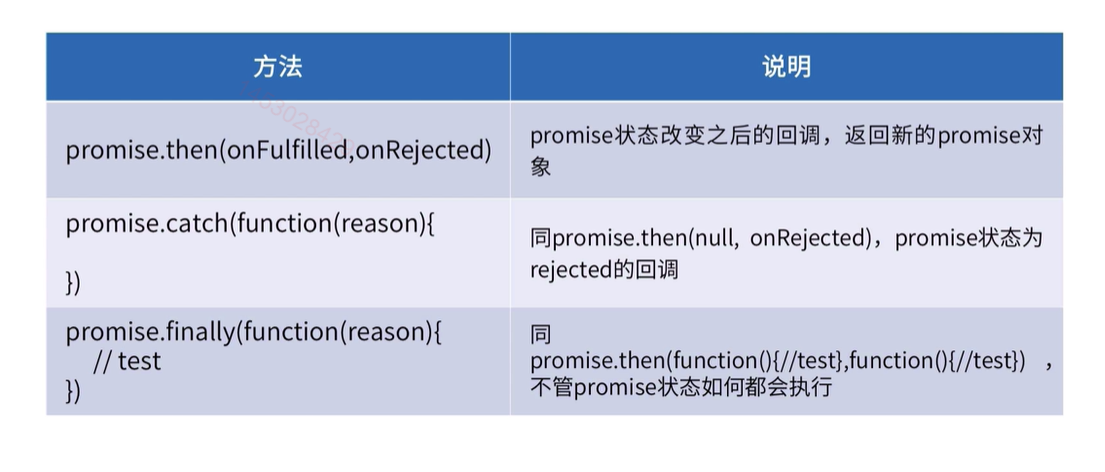 方法
说明
promise.then(onFulfilled,onRejected)
promise状态改变之后的回调，返回新的promise对
象
promise.catch(function(reason){
})
同promise.then(null, onRejected)，promise状态为
rejected的回调
promise.finally(function(reason){
// test
})
同
promise.then(function(){//test},function(){//test}) ，
不管promise状态如何都会执行